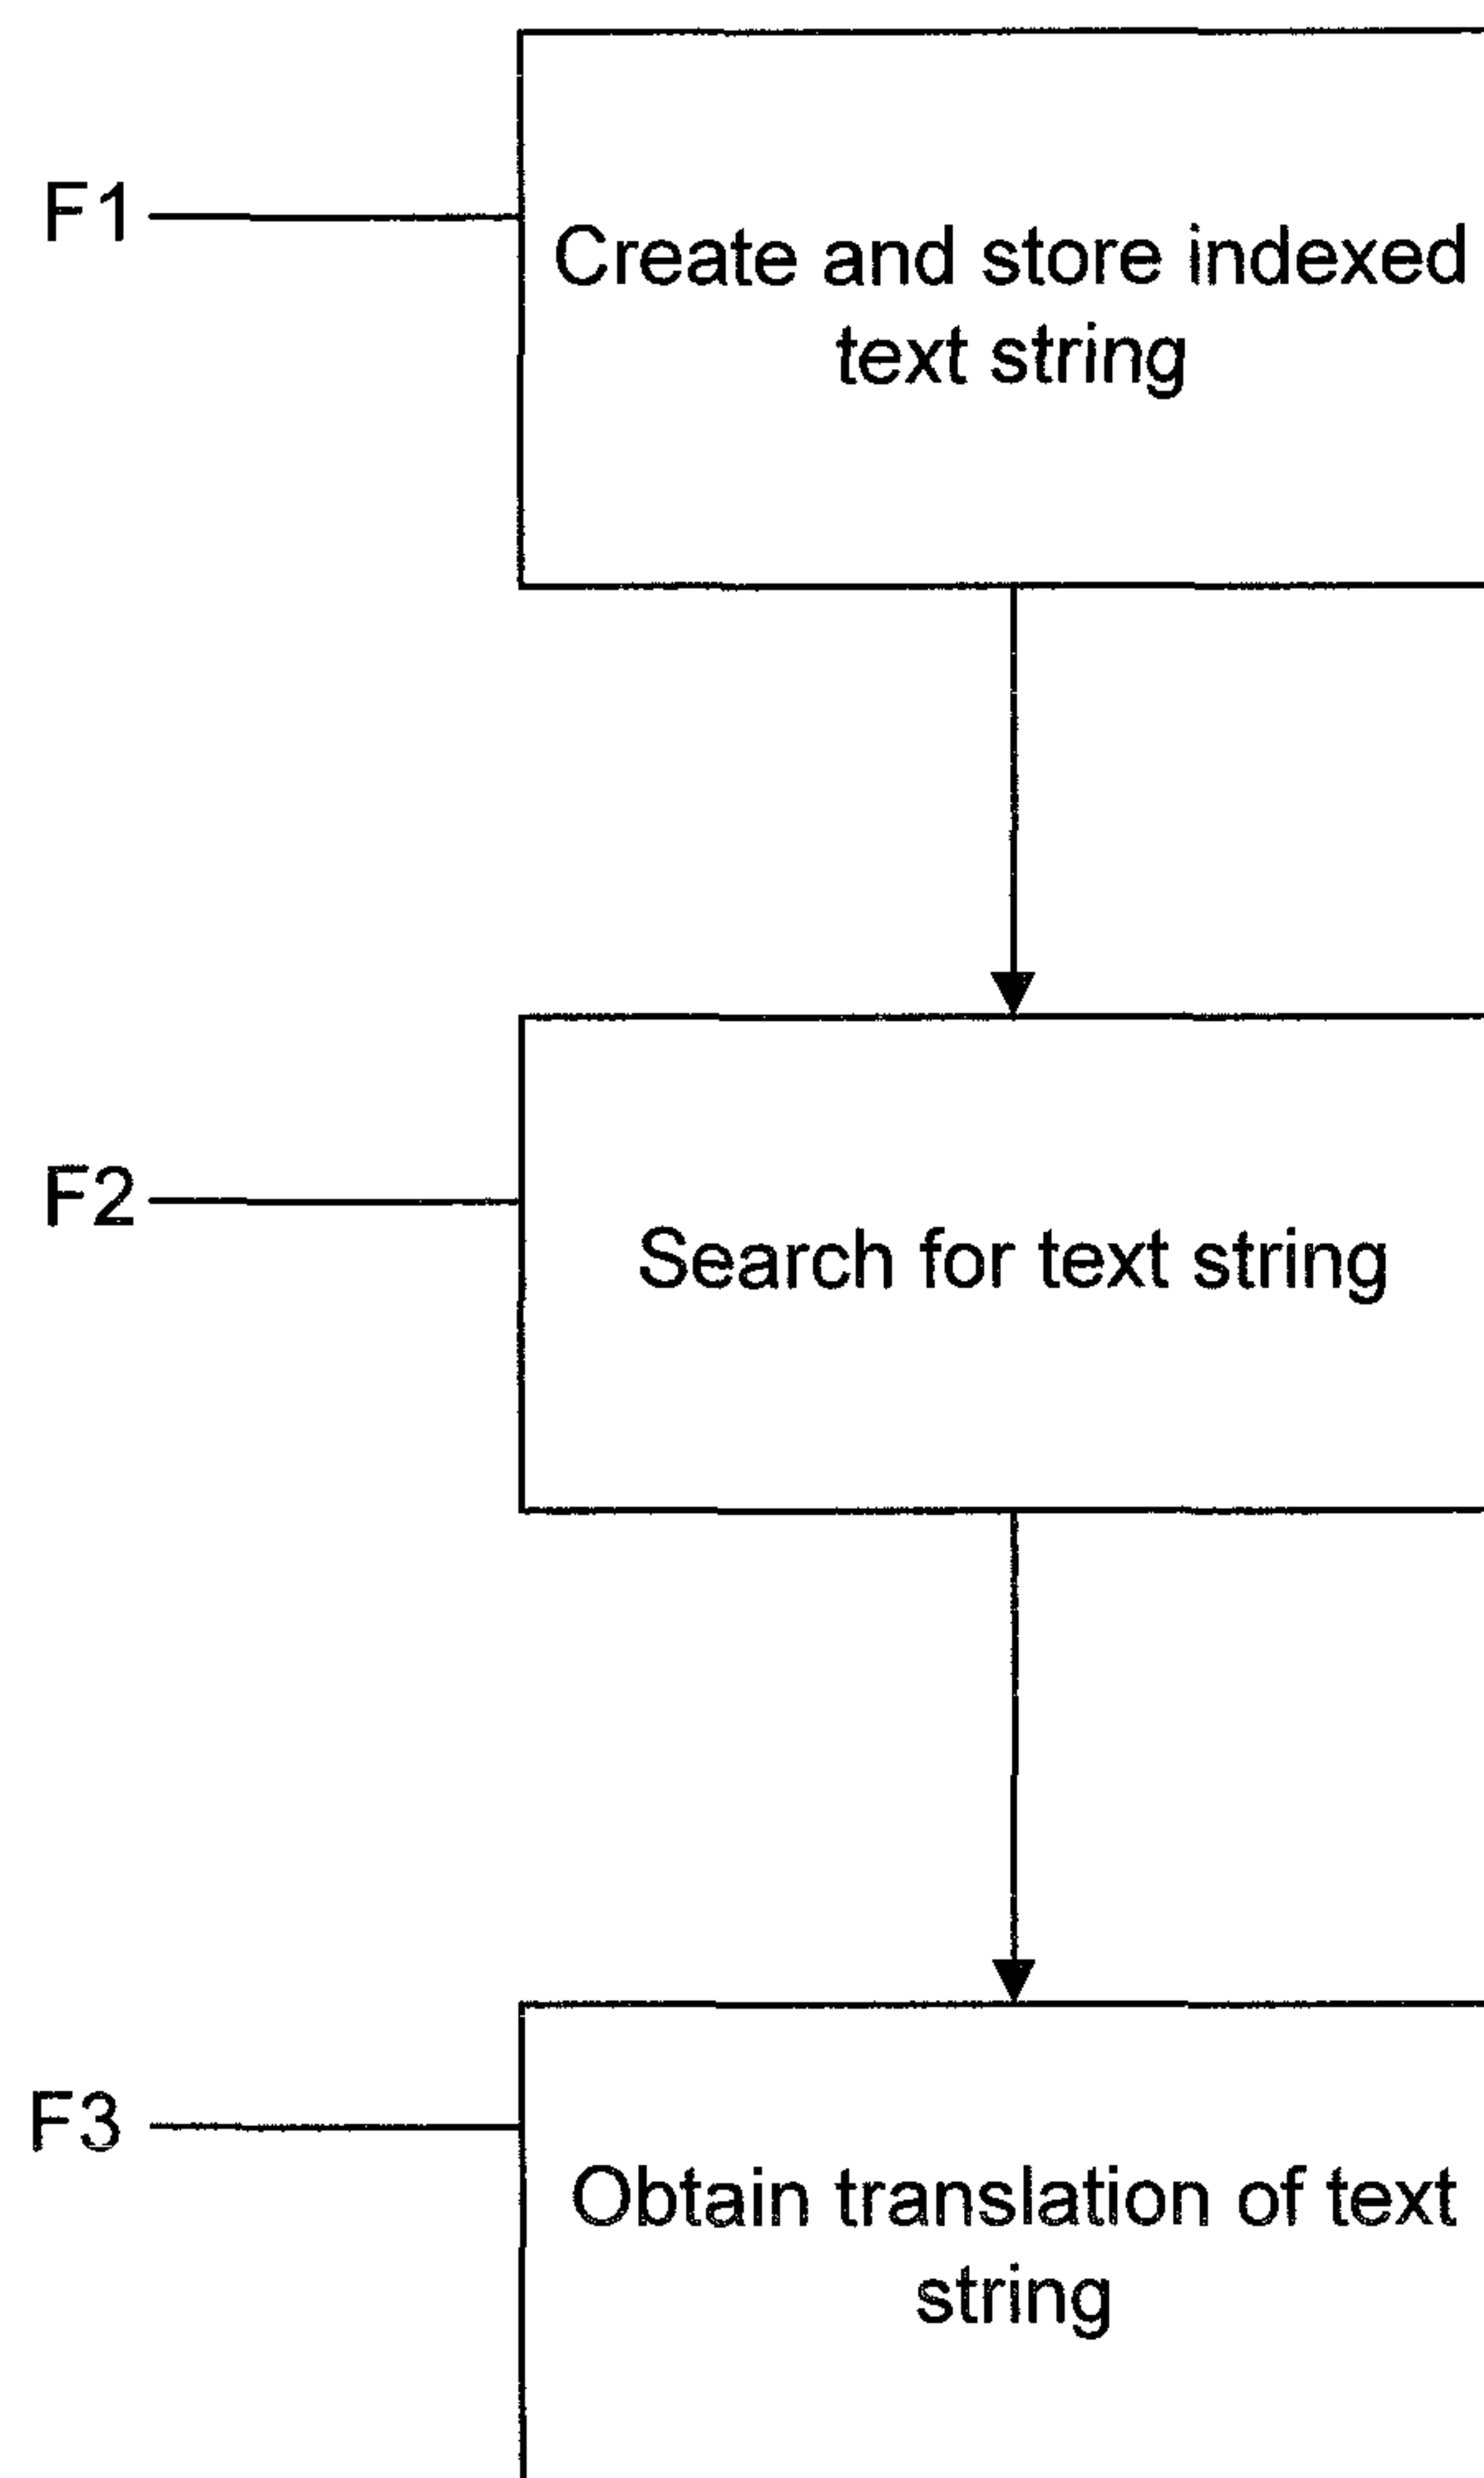 F1
Create and store indexed
text string
F2
Search for text string
F3
Obtain translation of text
string